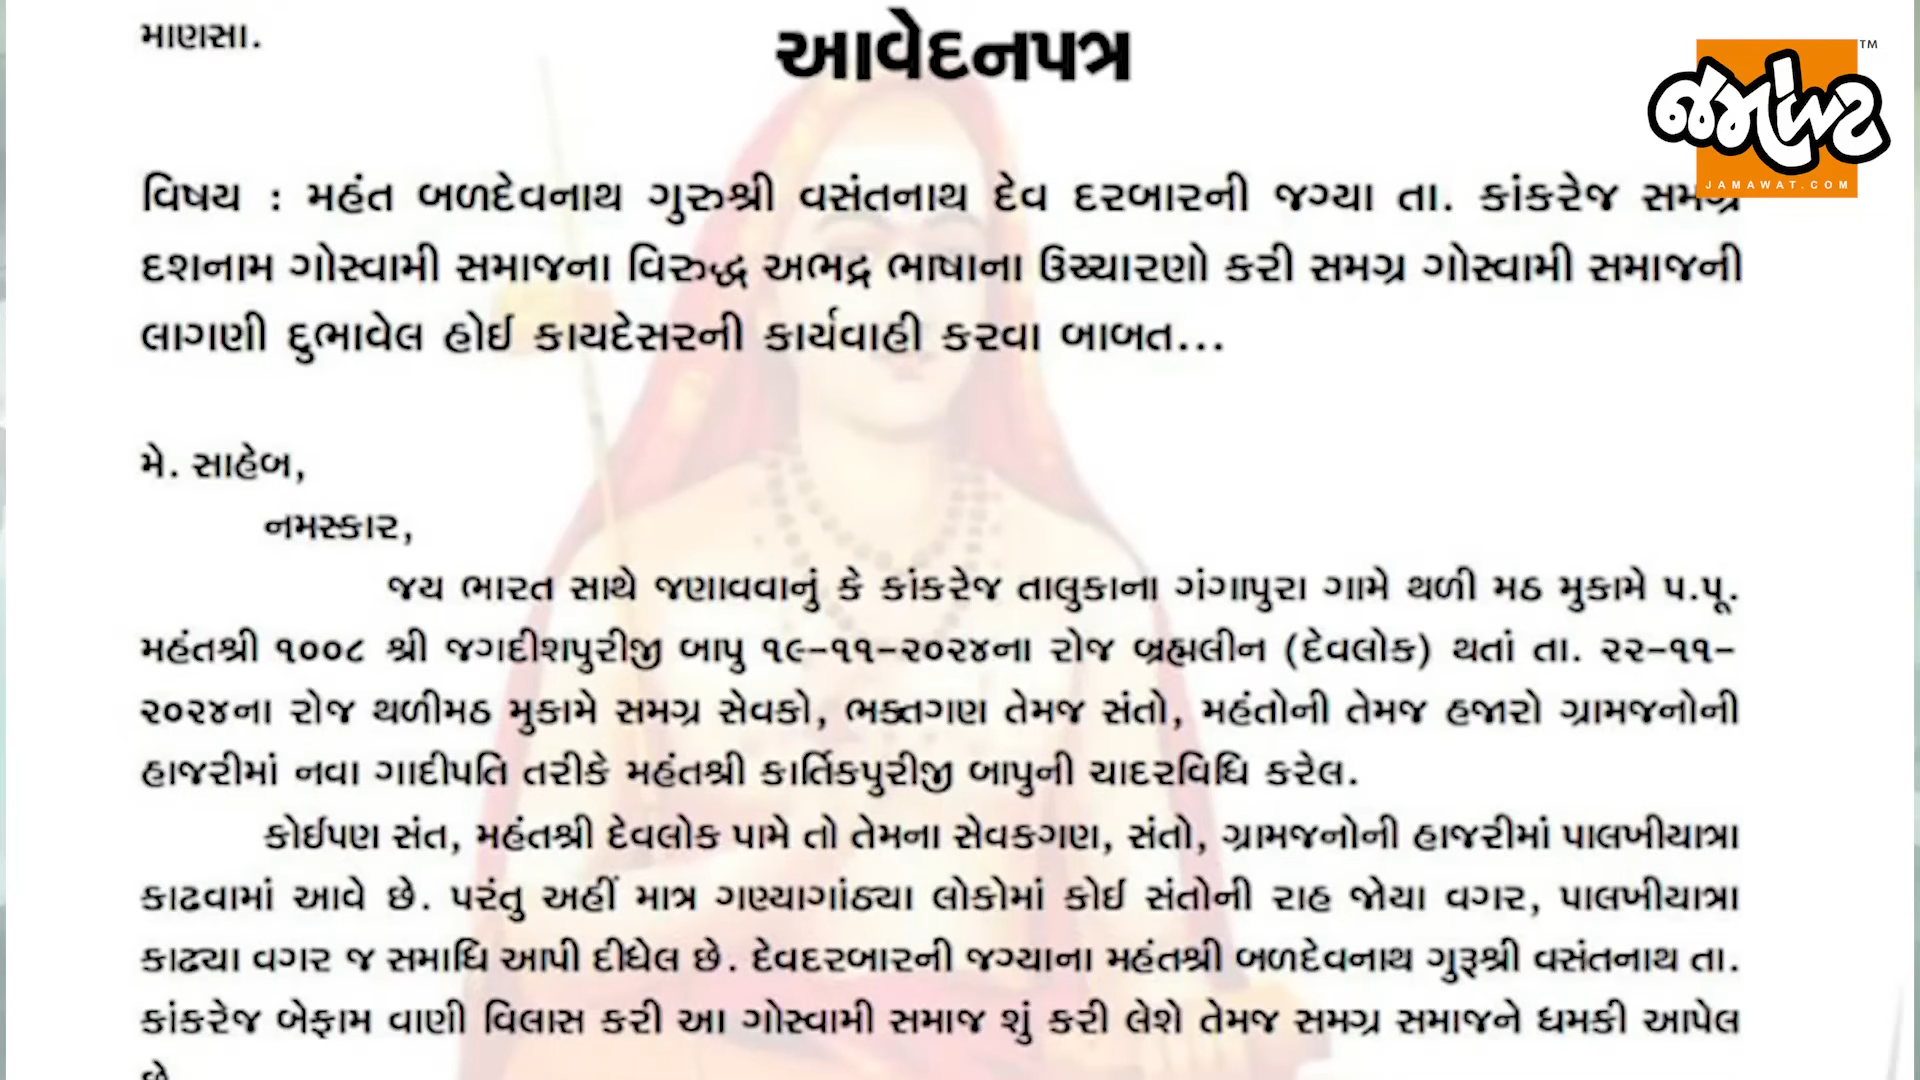 માણસા.
આવેદનપત્ર
જમાવટ
TM
JAMAWAT.COM
વિષય : મહંત બળદેવનાથ ગુરુશ્રી વસંતનાથ દેવ દરબારની જગ્યા તા. કાંકરેજ સમગ્ર
દશનામ ગોસ્વામી સમાજના વિરુદ્ધ અભદ્ર ભાષાના ઉચ્ચારણો કરી સમગ્ર ગોસ્વામી સમાજની
લાગણી દુભાવેલ હોઈ કાયદેસરની કાર્યવાહી કરવા બાબત...
મે. સાહેબ,
નમસ્કાર,
જય ભારત સાથે જણાવવાનું કે કાંકરેજ તાલુકાના ગંગાપુરા ગામે થળી મઠ મુકામે પ.પૂ.
મહંતશ્રી ૧૦૦૮ શ્રી જગદીશપુરીજી બાપુ ૧૯-૧૧-૨૦૨૪ના રોજ બ્રહ્મલીન (દેવલોક) થતાં તા. ૨૨-૧૧-
૨૦૨૪ના રોજ થળીમઠ મુકામે સમગ્ર સેવકો, ભક્તગણ તેમજ સંતો, મહંતોની તેમજ હજારો ગ્રામજનોની
હાજરીમાં નવા ગાદીપતિ તરીકે મહંતશ્રી કાર્તિકપુરીજી બાપુની ચાદરવિધિ કરેલ.
કોઈપણ સંત, મહંતશ્રી દેવલોક પામે તો તેમના સેવકગણ, સંતો, ગ્રામજનોની હાજરીમાં પાલખીયાત્રા
કાઢવામાં આવે છે. પરંતુ અહીં માત્ર ગણ્યાગાંઠ્યા લોકોમાં કોઈ સંતોની રાહ જોયા વગર, પાલખીયાત્રા
કાઢ્યા વગર જ સમાધિ આપી દીધેલ છે. દેવદરબારની જગ્યાના મહંતશ્રી બળદેવનાથ ગુરૂશ્રી વસંતનાથ તા.
કાંકરેજ બેફામ વાણી વિલાસ કરી આ ગોસ્વામી સમાજ શું કરી લેશે તેમજ સમગ્ર સમાજને ધમકી આપેલ